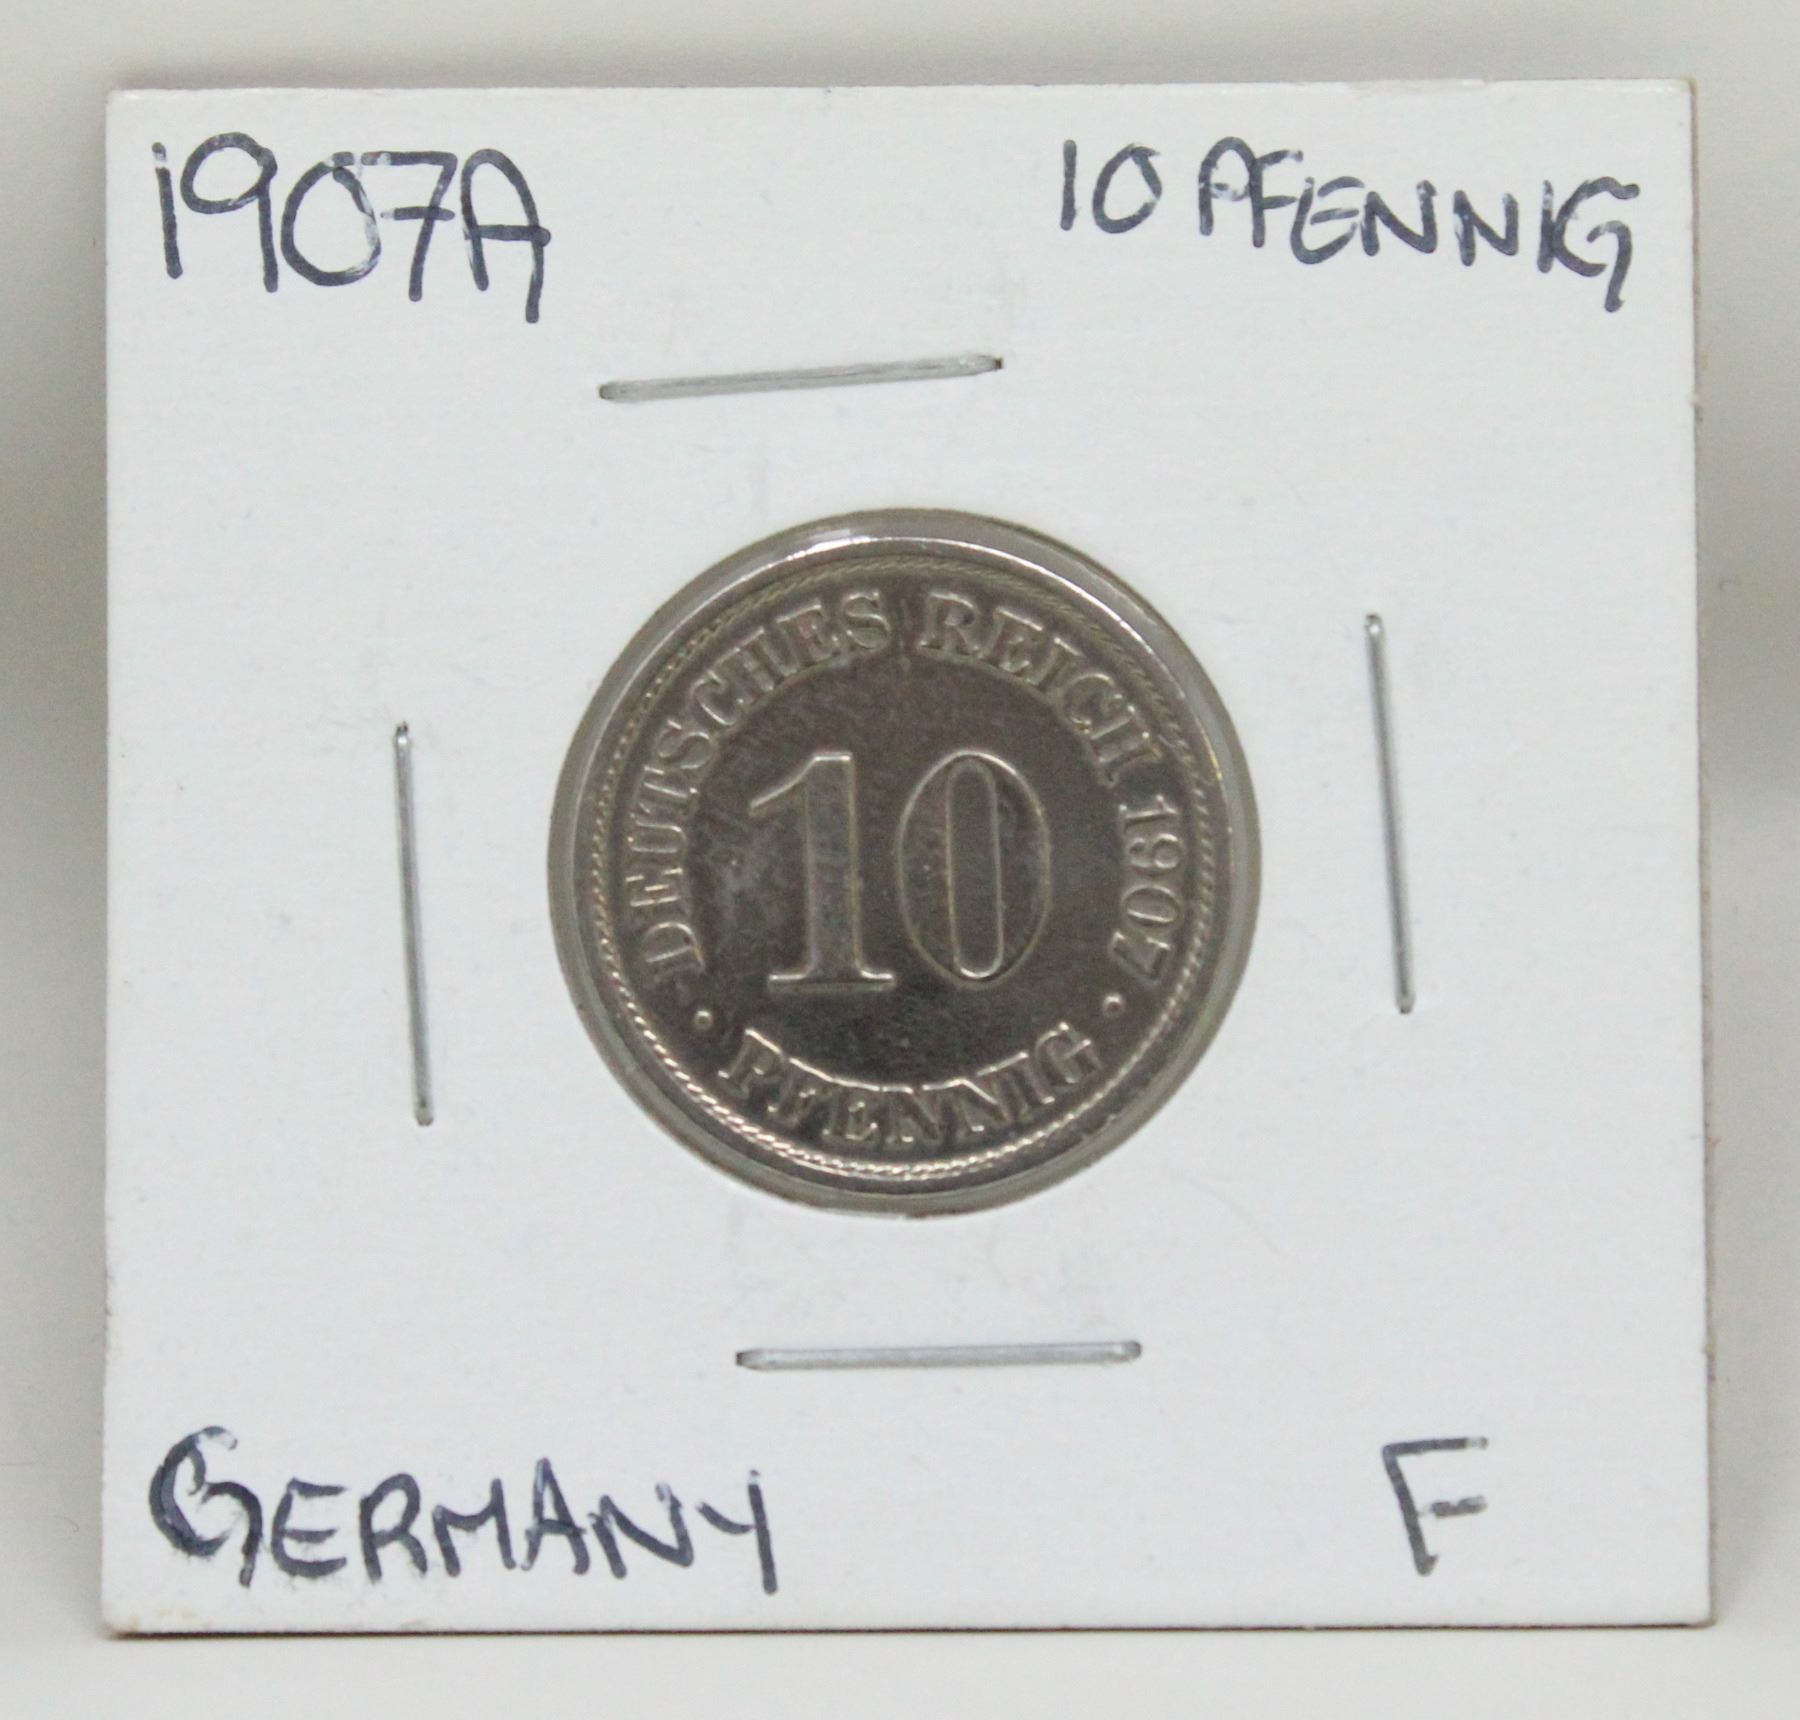 1907A
10 PFENNIG
DEUTSCHES REICH 1907
10
• PFENNIG •
GERMANY
F